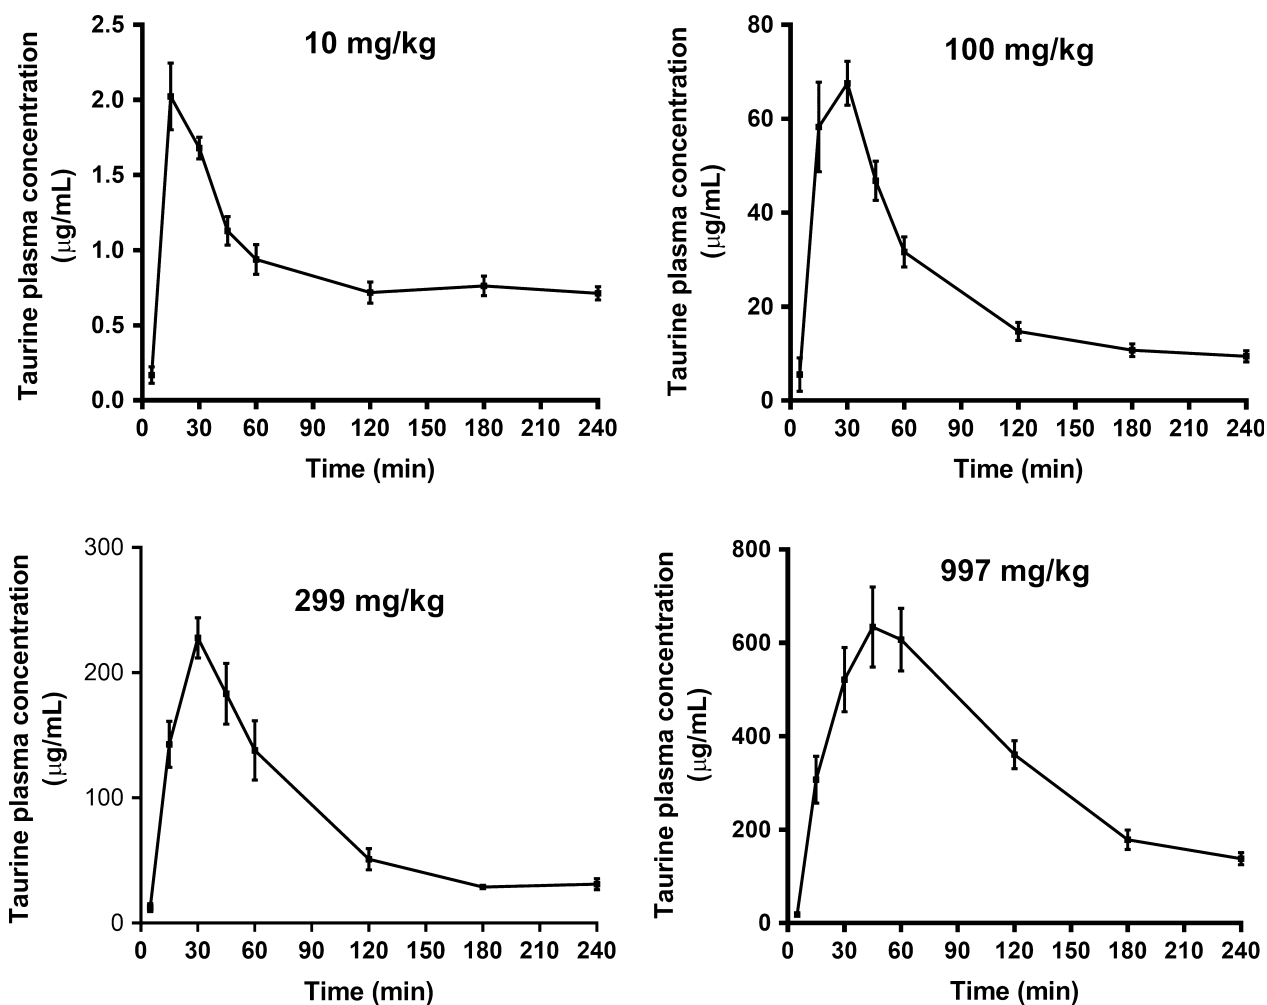 10 mg/kg
Taurine plasma concentration
(μg/mL)
2.5
2.0
1.5
1.0
0.5
0.0
0 30 60 90 120 150 180 210 240
Time (min)
100 mg/kg
Taurine plasma concentration
(μg/mL)
80
60
40
20
0
0 30 60 90 120 150 180 210 240
Time (min)
299 mg/kg
Taurine plasma concentration
(μg/mL)
300
200
100
0
0 30 60 90 120 150 180 210 240
Time (min)
997 mg/kg
Taurine plasma concentration
(μg/mL)
800
600
400
200
0
0 30 60 90 120 150 180 210 240
Time (min)